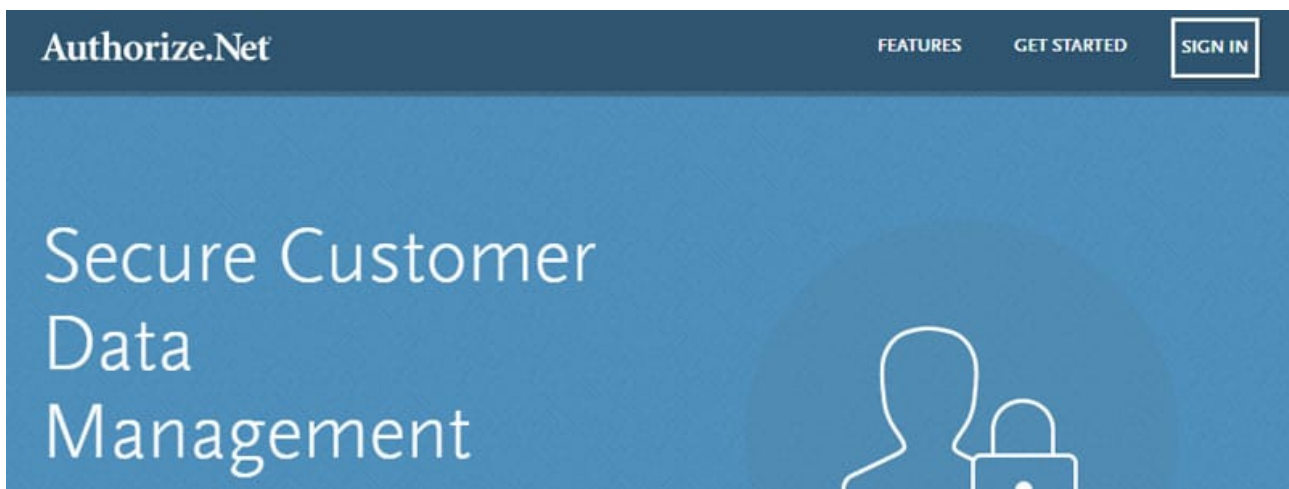 Authorize.Net
FEATURES GET STARTED SIGN IN
Secure Customer
Data
Management